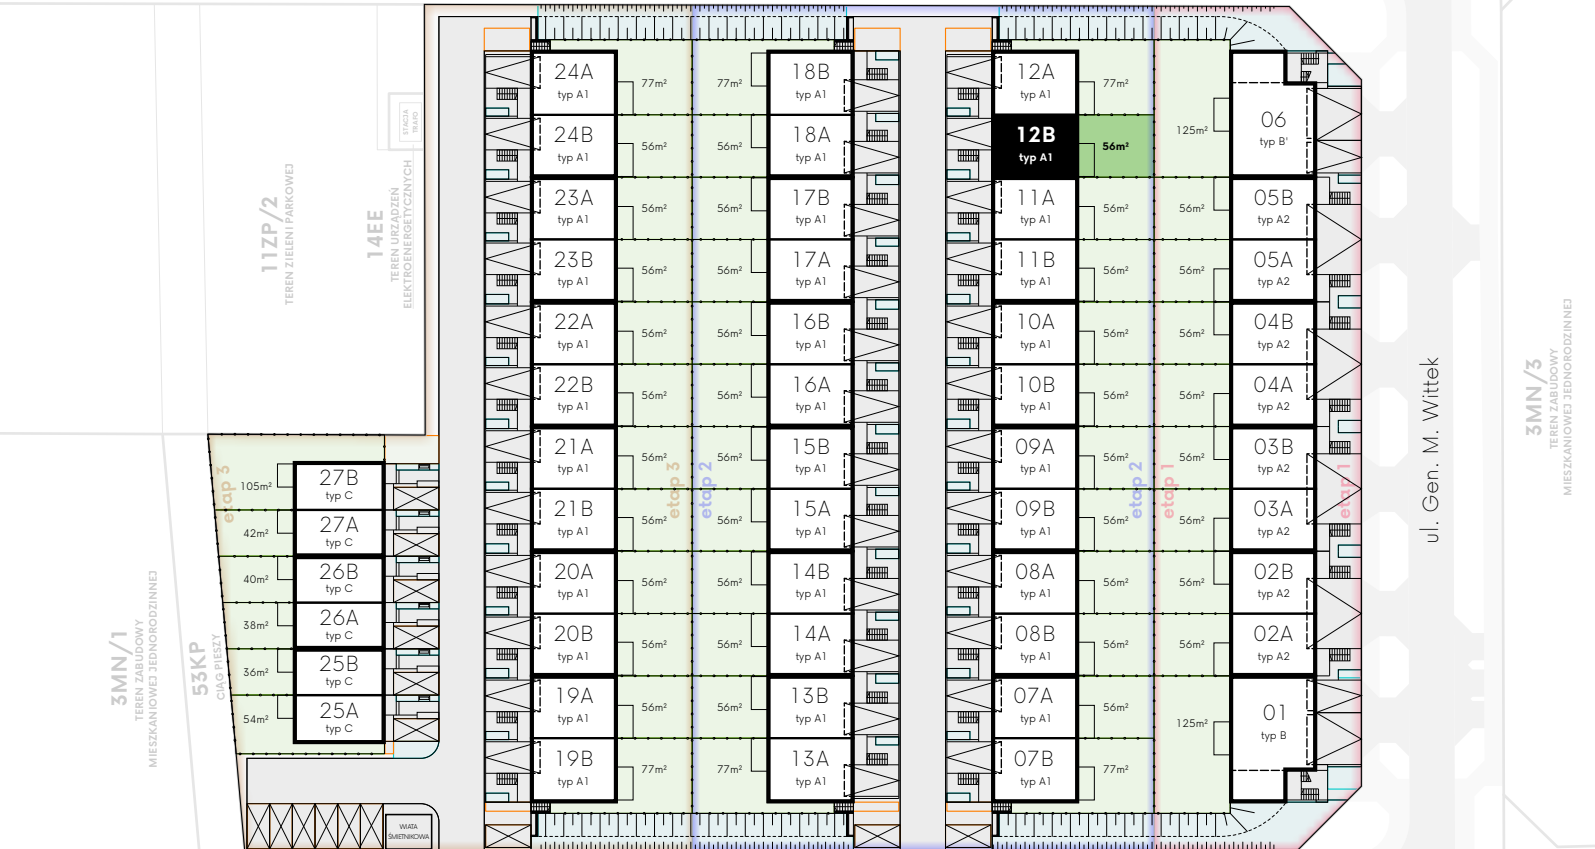 24A
typ A1
77m²
24B
typ A1
56m²
23A
typ A1
56m²
23B
typ A1
56m²
22A
typ A1
56m²
22B
typ A1
56m²
21A
typ A1
56m²
21B
typ A1
56m²
20A
typ A1
56m²
20B
typ A1
56m²
19A
typ A1
56m²
19B
typ A1
77m²
77m²
18B
typ A1
56m²
18A
typ A1
56m²
17B
typ A1
56m²
17A
typ A1
56m²
16B
typ A1
56m²
16A
typ A1
56m²
15B
typ A1
56m²
15A
typ A1
56m²
14B
typ A1
56m²
14A
typ A1
56m²
13B
typ A1
77m²
13A
typ A1
12A
typ A1
77m²
12B
typ A1
56m²
11A
typ A1
56m²
11B
typ A1
56m²
10A
typ A1
56m²
10B
typ A1
56m²
09A
typ A1
56m²
09B
typ A1
56m²
08A
typ A1
56m²
08B
typ A1
56m²
07A
typ A1
56m²
07B
typ A1
77m²
125m²
06
typ B'
56m²
05B
typ A2
56m²
05A
typ A2
56m²
04B
typ A2
56m²
04A
typ A2
56m²
03B
typ A2
56m²
03A
typ A2
56m²
02B
typ A2
56m²
02A
typ A2
125m²
01
typ B
105m²
27B
typ C
42m²
27A
typ C
40m²
26B
typ C
38m²
26A
typ C
36m²
25B
typ C
54m²
25A
typ C
etap 3
etap 3
etap 2
etap 2
etap 1
etap 1
11ZP/2
TEREN ZIELENI PARKOWEJ
14EE
TEREN URZĄDZEŃ
ELEKTROENERGETYCZNYCH
STACJA
TRAFO
3MN/1
TEREN ZABUDOWY
MIESZKANIOWEJ JEDNORODZINNEJ
53KP
CIĄG PIESZY
WIATA
ŚMIETNIKOWA
ul. Gen. M. Wittek
3MN/3
TEREN ZABUDOWY
MIESZKANIOWEJ JEDNORODZINNEJ